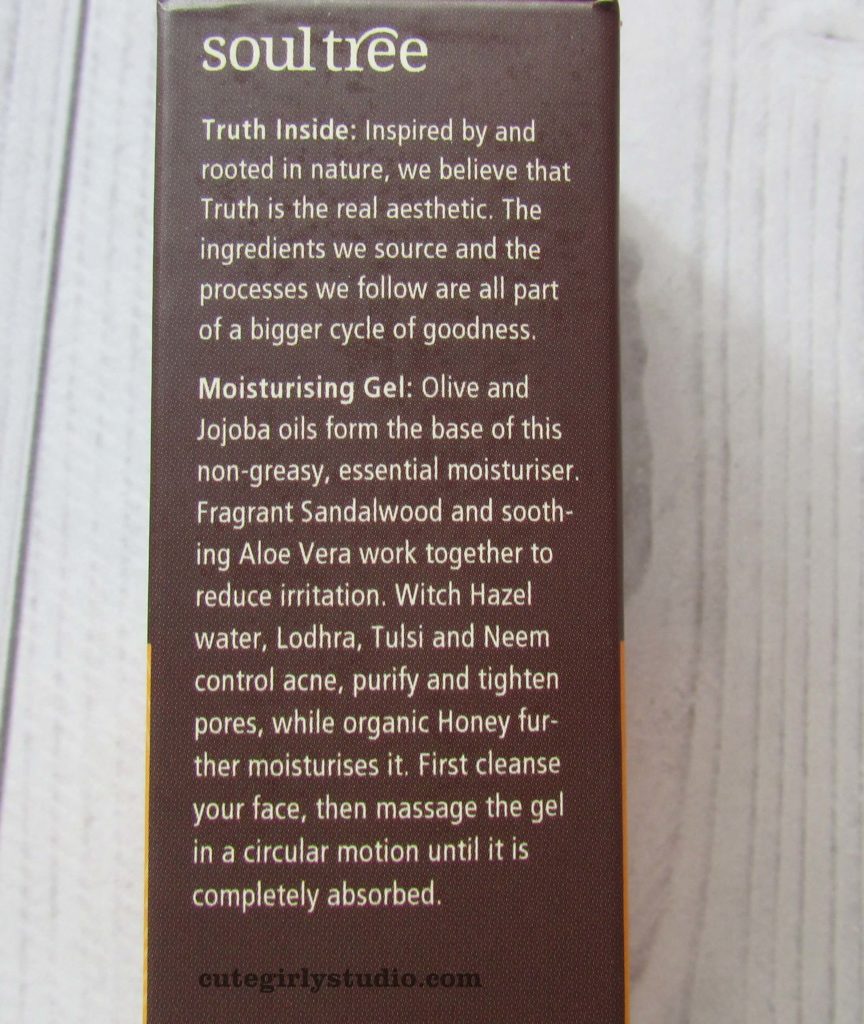 soultree
Truth Inside: Inspired by and
rooted in nature, we believe that
Truth is the real aesthetic. The
ingredients we source and the
processes we follow are all part
of a bigger cycle of goodness.
Moisturising Gel: Olive and
Jojoba oils form the base of this
non-greasy, essential moisturiser.
Fragrant Sandalwood and sooth-
ing Aloe Vera work together to
reduce irritation. Witch Hazel
water, Lodhra, Tulsi and Neem
control acne, purify and tighten
pores, while organic Honey fur-
ther moisturises it. First cleanse
your face, then massage the gel
in a circular motion until it is
completely absorbed.
cutegirlystudio.com